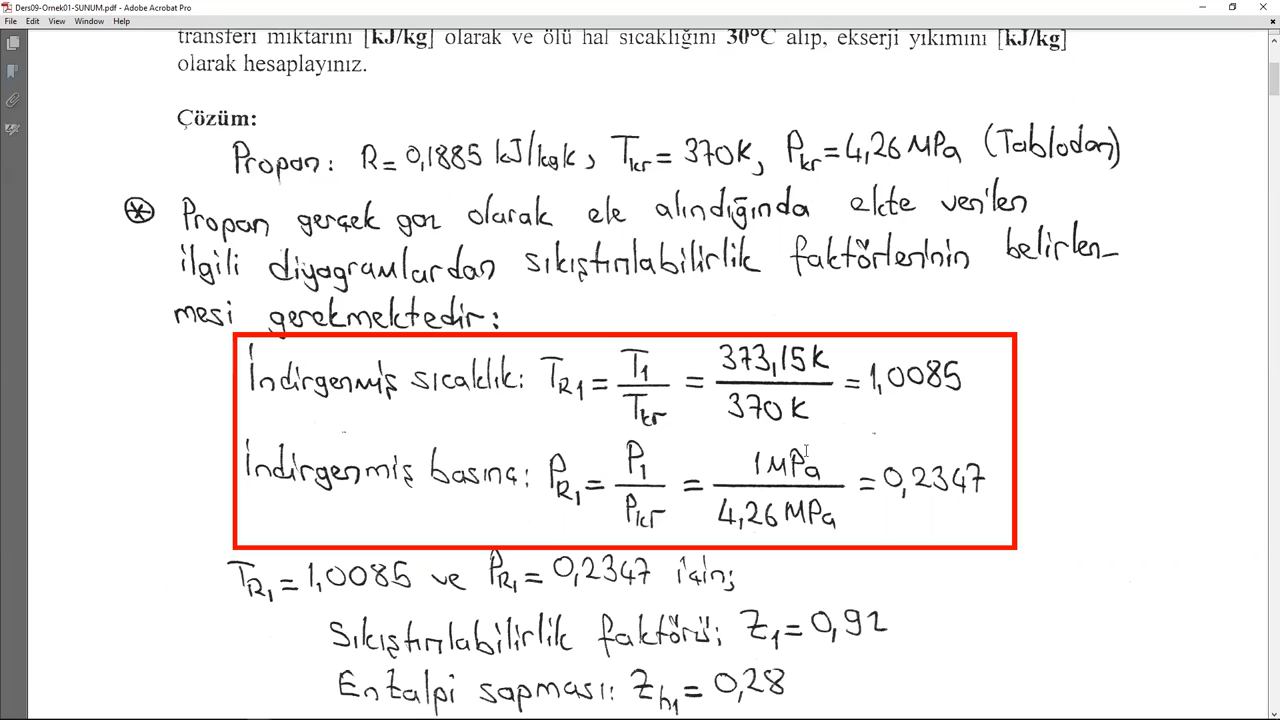 Ders09-Ornek01-SUNUM.pdf - Adobe Acrobat Pro
File Edit View Window Help
transferi miktarını [kJ/kg] olarak ve ölü hal sıcaklığını 30°C alıp, ekserji yıkımını [kJ/kg]
olarak hesaplayınız.
Çözüm:
Propan: R=0,1885 kJ/kgK, Tkr=370K, Pkr=4,26 MPa (Tablodan)
* Propan gerçek gaz olarak ele alındığında ekte verilen
ilgili diyagramlardan sıkıştırılabilirlik faktörlerinin belirlen-
mesi gerekmektedir:
İndirgenmiş sıcaklık: TR1 = T1/Tkr = 373,15K/370K = 1,0085
İndirgenmiş basınç: PR1 = P1/Pkr = 1MPa/4,26MPa = 0,2347
TR1=1,0085 ve PR1=0,2347 için;
Sıkıştırılabilirlik faktörü: Z1=0,92
Entalpi sapması: Zh1=0,28